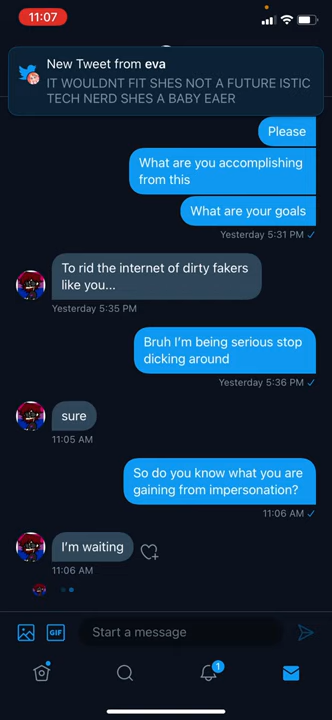 11:07
New Tweet from eva
IT WOULDNT FIT SHES NOT A FUTURE ISTIC
TECH NERD SHES A BABY EAER
Please
What are you accomplishing
from this
What are your goals
Yesterday 5:31 PM ✓
To rid the internet of dirty fakers
like you...
Yesterday 5:35 PM
Bruh I'm being serious stop
dicking around
Yesterday 5:36 PM ✓
sure
11:05 AM
So do you know what you are
gaining from impersonation?
11:06 AM ✓
I'm waiting
11:06 AM
GIF
Start a message
1